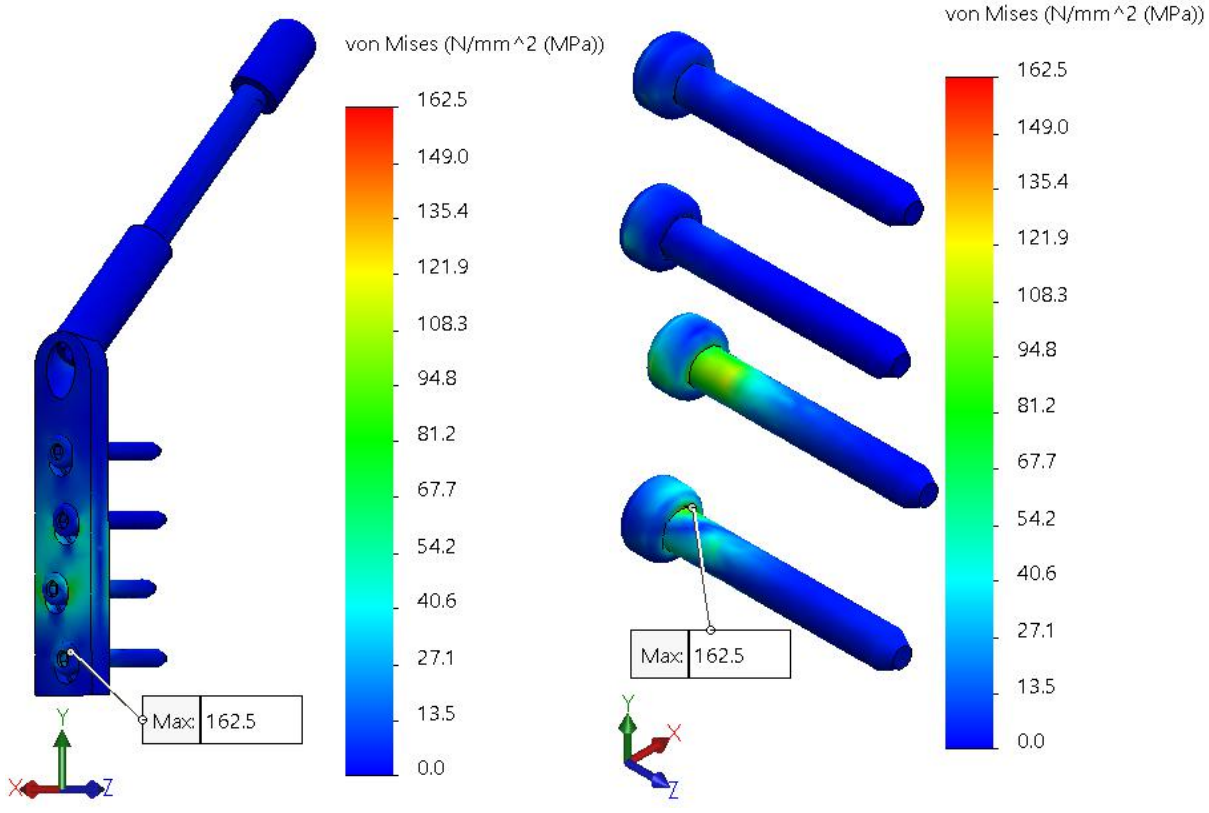 von Mises (N/mm^2 (MPa))
162.5
149.0
135.4
121.9
108.3
94.8
81.2
67.7
54.2
40.6
27.1
13.5
0.0
Max: 162.5
Y
X
Z
von Mises (N/mm^2 (MPa))
162.5
149.0
135.4
121.9
108.3
94.8
81.2
67.7
54.2
40.6
27.1
13.5
0.0
Max: 162.5
Y
X
Z